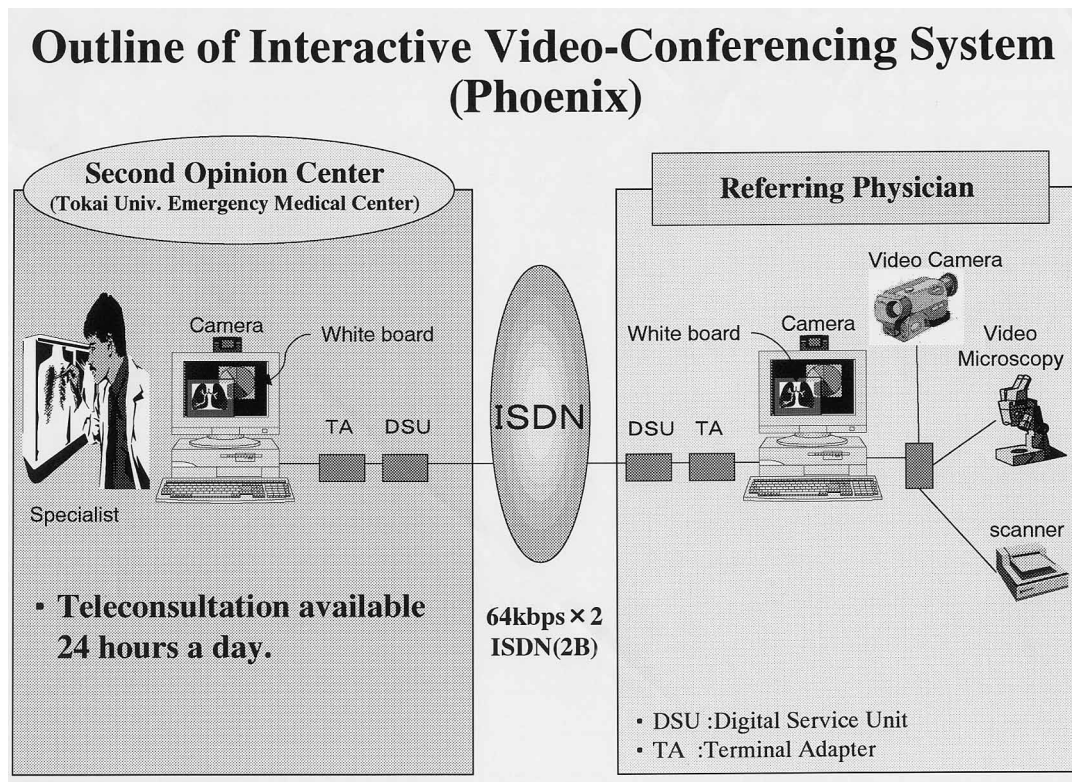 Outline of Interactive Video-Conferencing System
(Phoenix)
Second Opinion Center
(Tokai Univ. Emergency Medical Center)
Camera
White board
TA
DSU
Specialist
▪ Teleconsultation available
24 hours a day.
ISDN
64kbps×2
ISDN(2B)
Referring Physician
Video Camera
White board
Camera
Video
Microscopy
DSU
TA
scanner
▪ DSU :Digital Service Unit
▪ TA :Terminal Adapter